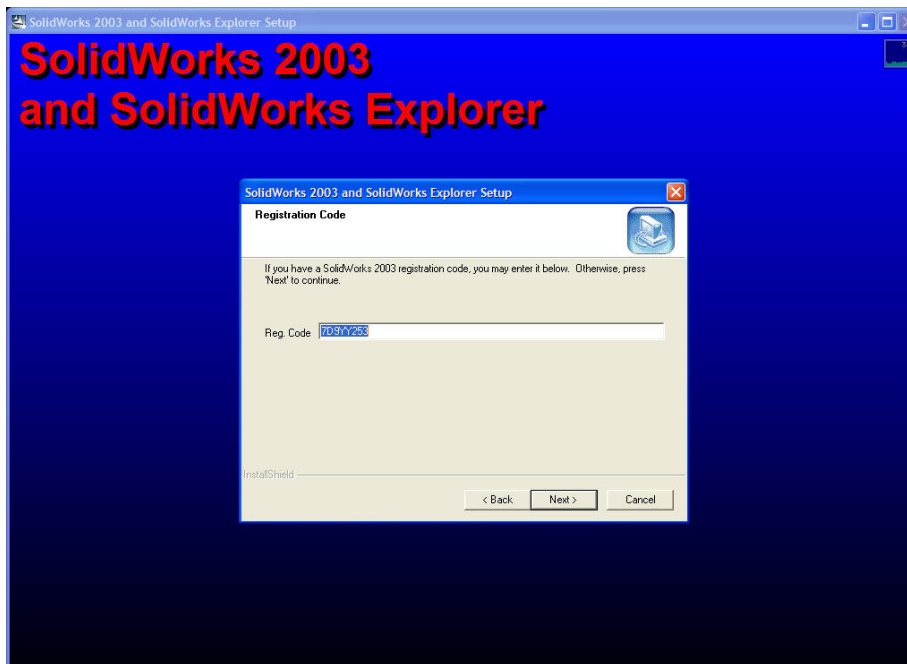 SolidWorks 2003 and SolidWorks Explorer Setup
SolidWorks 2003
and SolidWorks Explorer
SolidWorks 2003 and SolidWorks Explorer Setup
Registration Code
If you have a SolidWorks 2003 registration code, you may enter it below. Otherwise, press
'Next' to continue.
Reg. Code 7D9YY253
InstallShield
< Back Next > Cancel